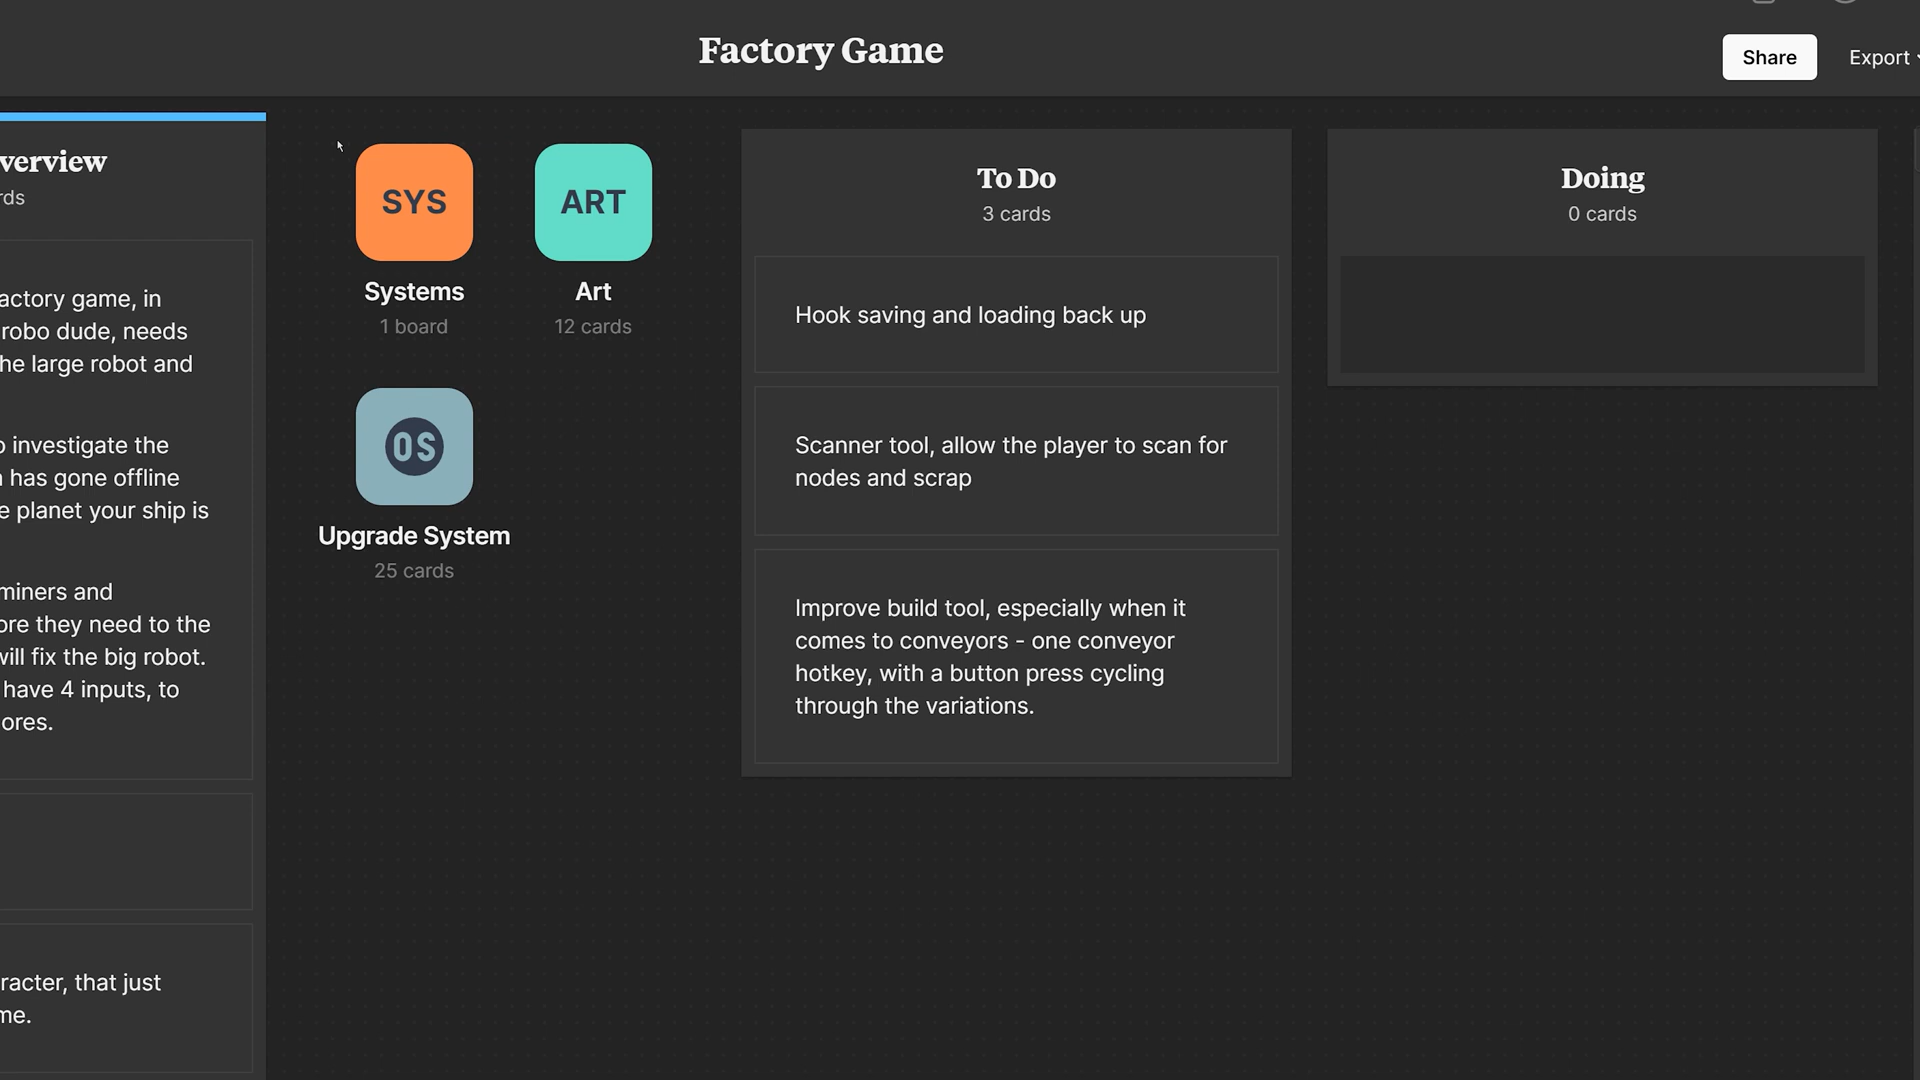 Factory Game
Share
Export
verview
rds
actory game, in
robo dude, needs
he large robot and
o investigate the
has gone offline
e planet your ship is
miners and
ore they need to the
will fix the big robot.
have 4 inputs, to
ores.
racter, that just
me.
SYS
Systems
1 board
ART
Art
12 cards
OS
Upgrade System
25 cards
To Do
3 cards
Hook saving and loading back up
Scanner tool, allow the player to scan for
nodes and scrap
Improve build tool, especially when it
comes to conveyors - one conveyor
hotkey, with a button press cycling
through the variations.
Doing
0 cards